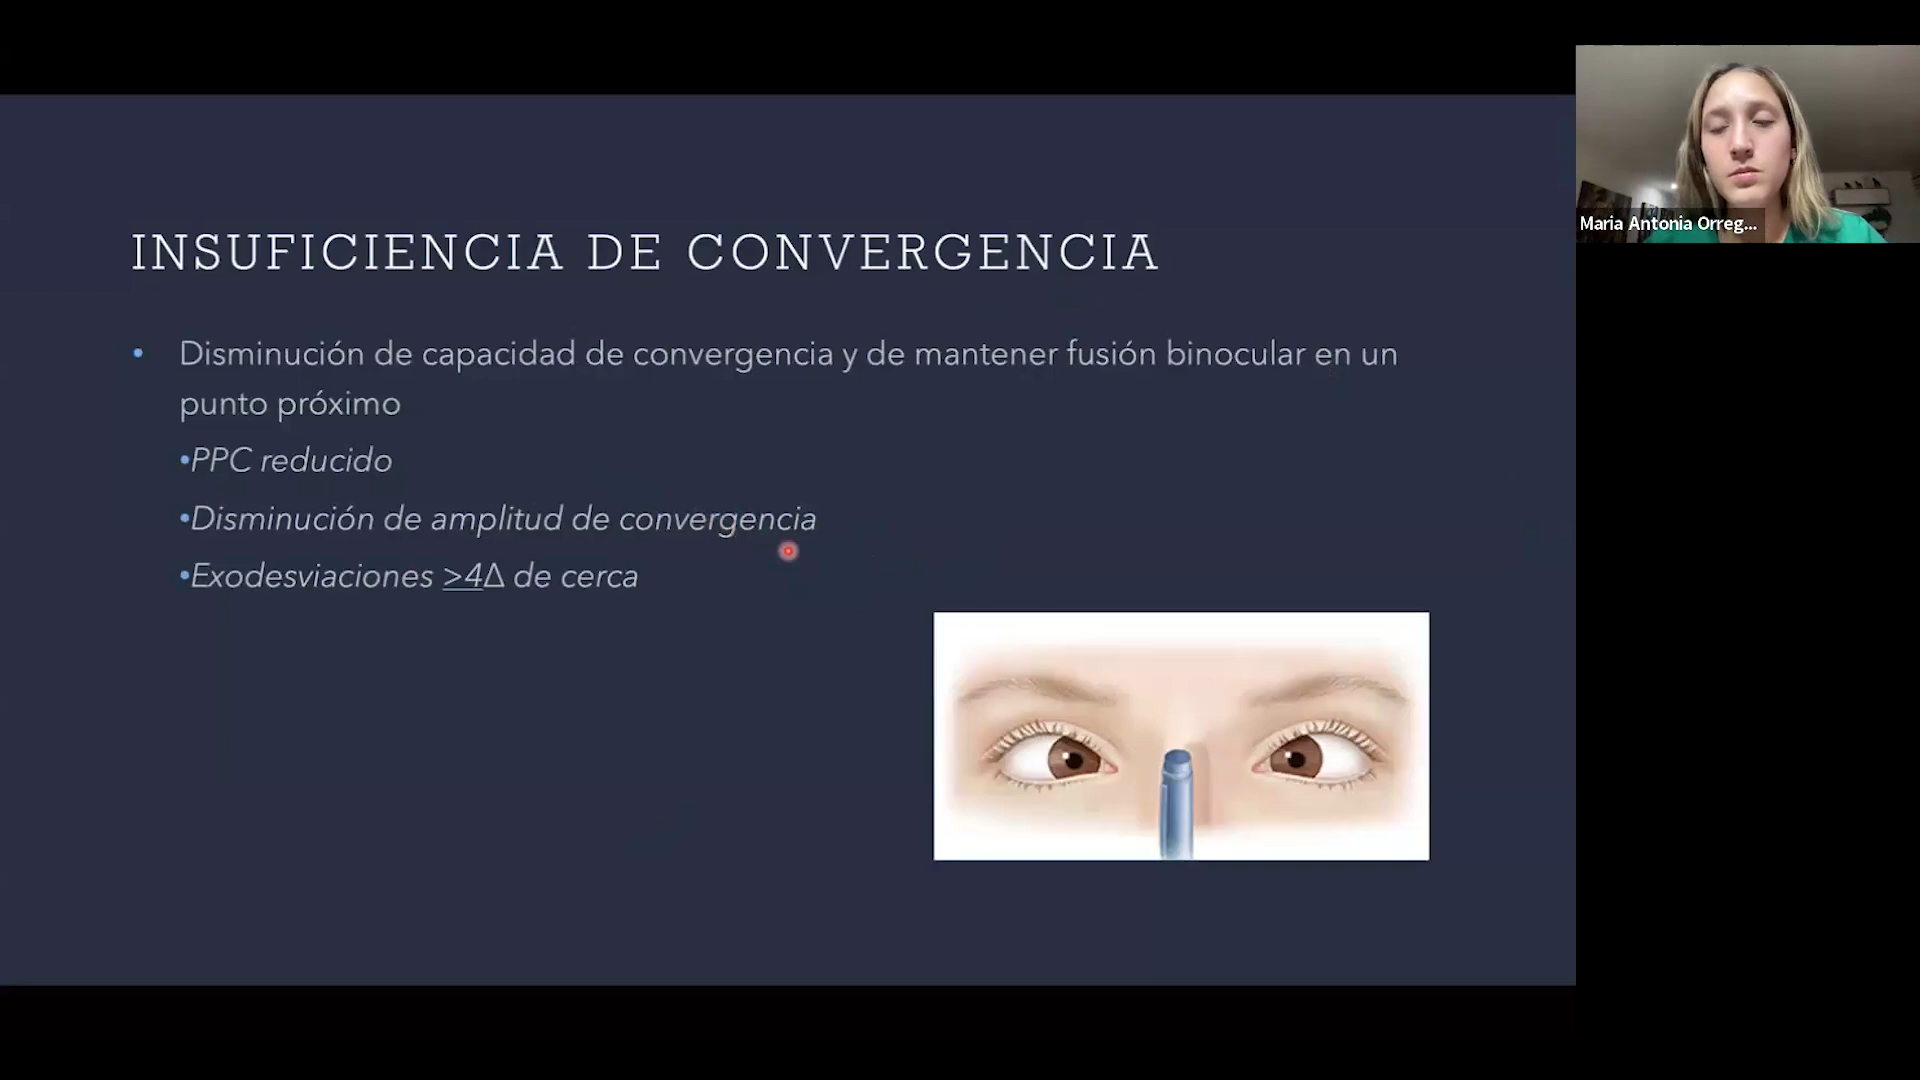 INSUFICIENCIA DE CONVERGENCIA
• Disminución de capacidad de convergencia y de mantener fusión binocular en un
punto próximo
•PPC reducido
•Disminución de amplitud de convergencia
•Exodesviaciones >4Δ de cerca
Maria Antonia Orreg...